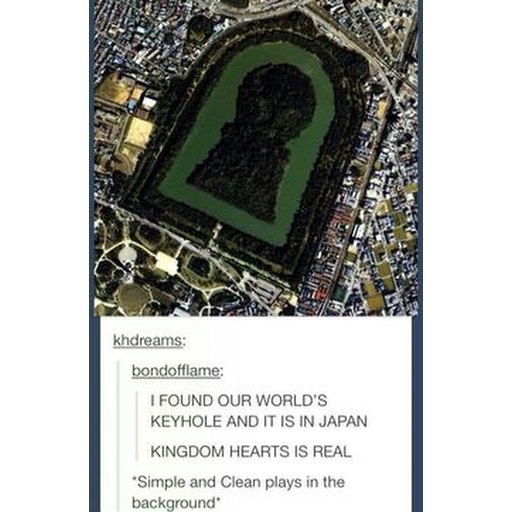 khdreams:
bondofflame:
I FOUND OUR WORLD'S
KEYHOLE AND IT IS IN JAPAN
KINGDOM HEARTS IS REAL
*Simple and Clean plays in the
background*